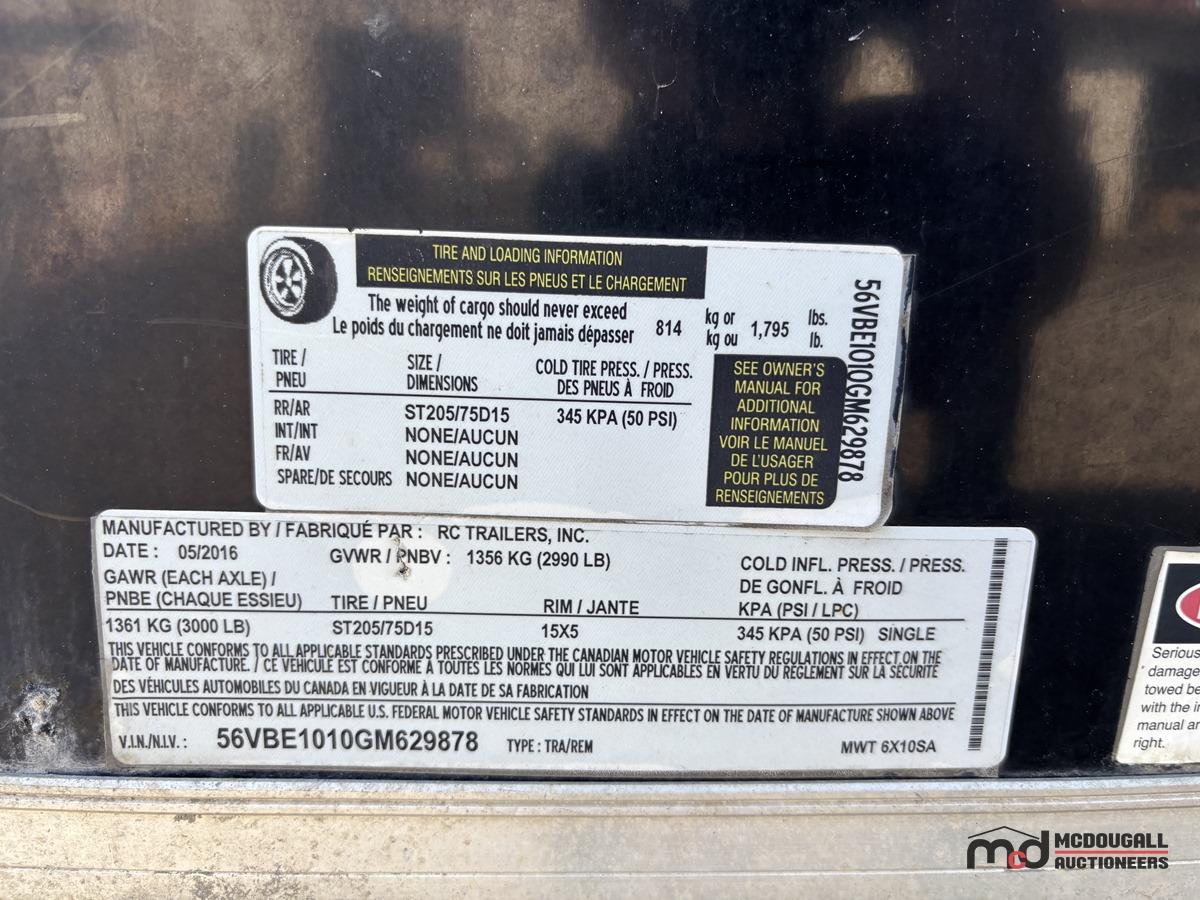 TIRE AND LOADING INFORMATION
RENSEIGNEMENTS SUR LES PNEUS ET LE CHARGEMENT
The weight of cargo should never exceed
Le poids du chargement ne doit jamais dépasser
814 kg or 1,795 lbs.
kg ou lb.
TIRE / SIZE / COLD TIRE PRESS. / PRESS.
PNEU DIMENSIONS DES PNEUS À FROID
RR/AR ST205/75D15 345 KPA (50 PSI)
INT/INT NONE/AUCUN
FR/AV NONE/AUCUN
SPARE/DE SECOURS NONE/AUCUN
SEE OWNER'S
MANUAL FOR
ADDITIONAL
INFORMATION
VOIR LE MANUEL
DE L'USAGER
POUR PLUS DE
RENSEIGNEMENTS
56VBE1010GM629878
MANUFACTURED BY / FABRIQUÉ PAR : RC TRAILERS, INC.
DATE : 05/2016 GVWR / PNBV : 1356 KG (2990 LB)
COLD INFL. PRESS. / PRESS.
GAWR (EACH AXLE) / DE GONFL. À FROID
PNBE (CHAQUE ESSIEU) TIRE / PNEU RIM / JANTE KPA (PSI / LPC)
1361 KG (3000 LB) ST205/75D15 15X5 345 KPA (50 PSI) SINGLE
THIS VEHICLE CONFORMS TO ALL APPLICABLE STANDARDS PRESCRIBED UNDER THE CANADIAN MOTOR VEHICLE SAFETY REGULATIONS IN EFFECT ON THE
DATE OF MANUFACTURE. / CE VÉHICULE EST CONFORME À TOUTES LES NORMES QUI LUI SONT APPLICABLES EN VERTU DU RÈGLEMENT SUR LA SÉCURITÉ
DES VÉHICULES AUTOMOBILES DU CANADA EN VIGUEUR À LA DATE DE SA FABRICATION
THIS VEHICLE CONFORMS TO ALL APPLICABLE U.S. FEDERAL MOTOR VEHICLE SAFETY STANDARDS IN EFFECT ON THE DATE OF MANUFACTURE SHOWN ABOVE
V.I.N./N.I.V. : 56VBE1010GM629878 TYPE : TRA/REM MWT 6X10SA
Serious
damage
towed be
with the in
manual an
right.
mcd MCDOUGALL
AUCTIONEERS